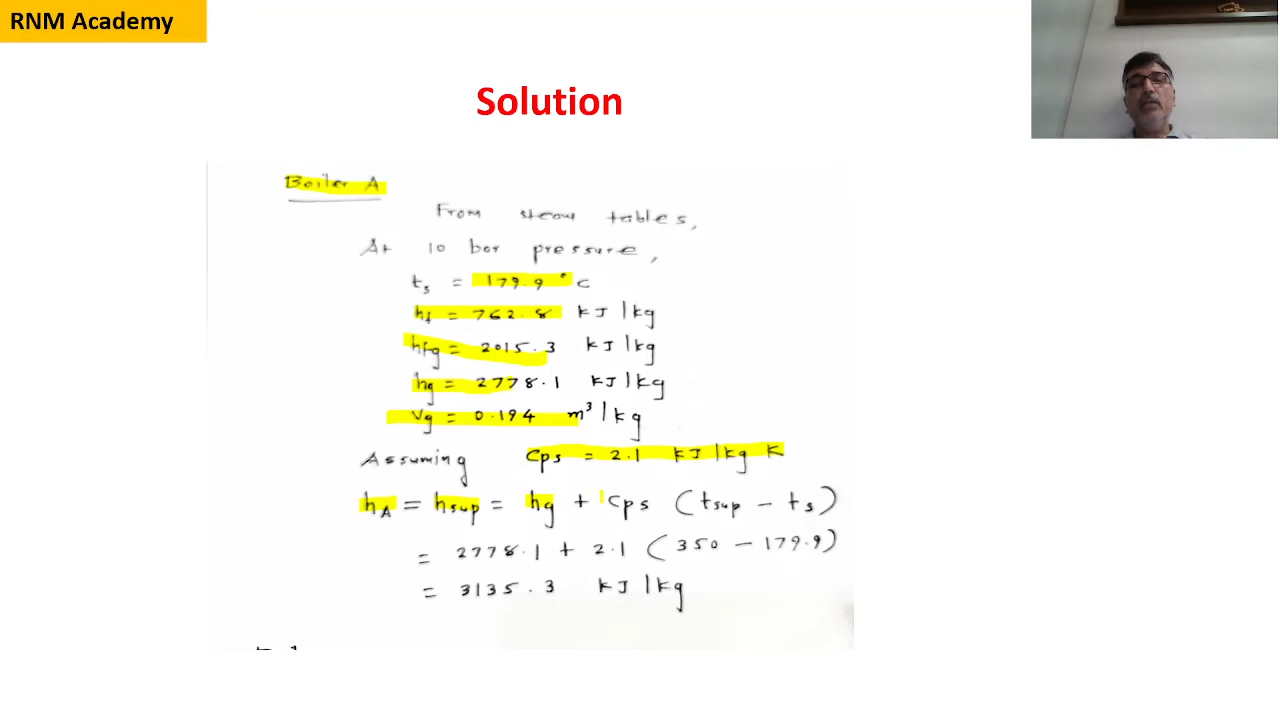 RNM Academy
Solution
Boiler A
From steam tables,
At 10 bar pressure,
ts = 179.9°C
hf = 762.8 kJ/kg
hfg = 2015.3 kJ/kg
hg = 2778.1 kJ/kg
Vg = 0.194 m³/kg
Assuming Cps = 2.1 kJ/kg K
hA = hsup = hg + Cps (tsup - ts)
= 2778.1 + 2.1 (350 - 179.9)
= 3135.3 kJ/kg